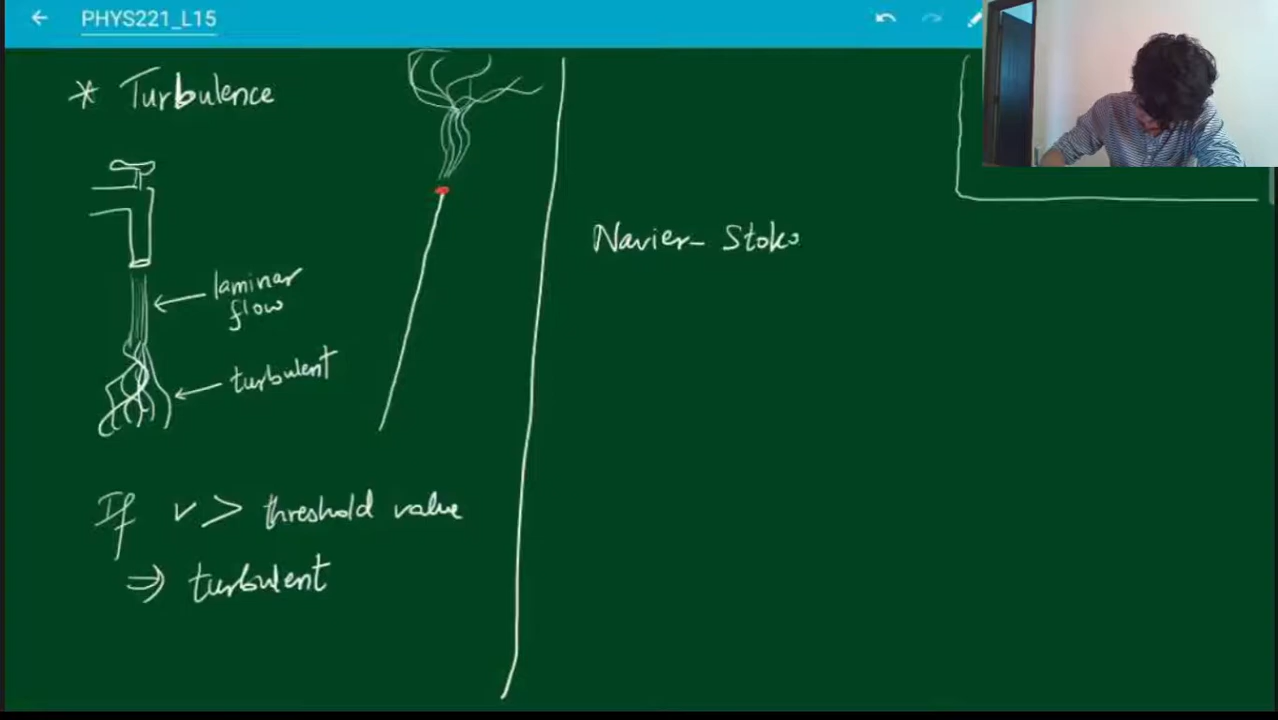 PHYS221_L15
* Turbulence
laminar
flow
turbulent
If v > threshold value
⇒ turbulent
Navier- Stok